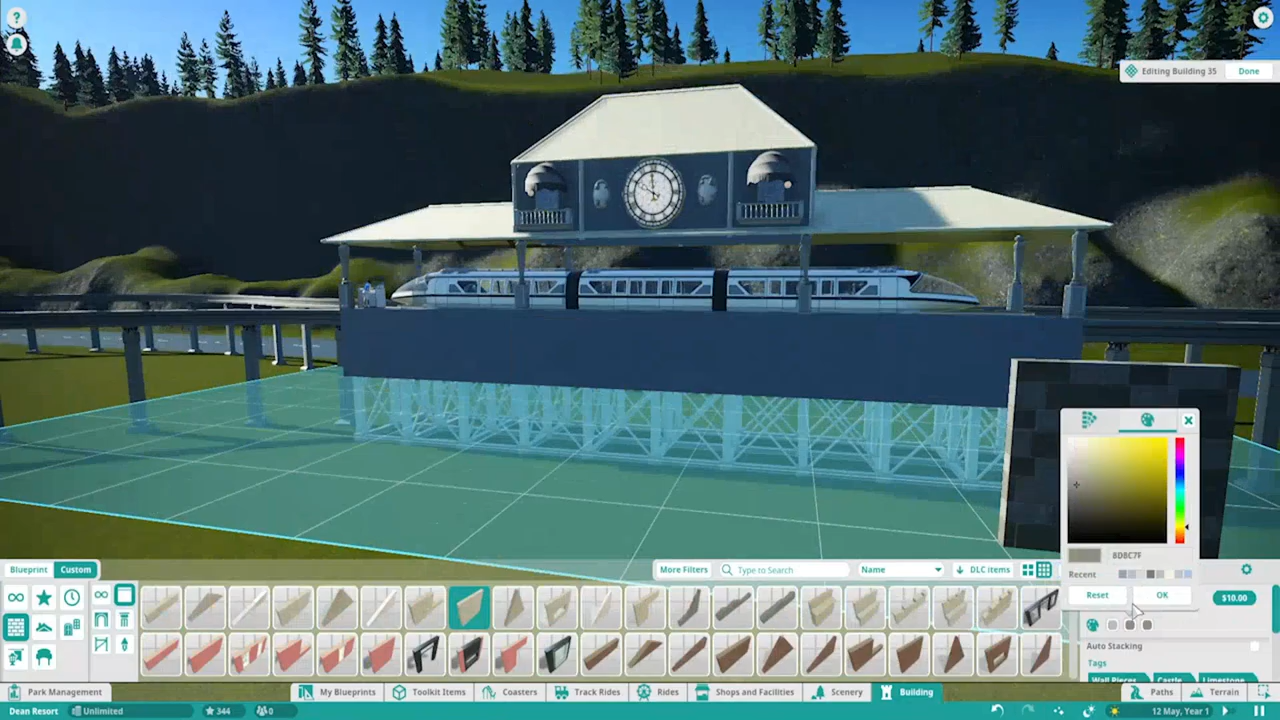 ?
Editing Building 35 Done
8D8C7F
Recent
Reset OK
Blueprint Custom More Filters Type to Search Name DLC items
$10.00
Auto Stacking
Tags
Wall Pieces Castle Limestone
Park Management My Blueprints Toolkit Items Coasters Track Rides Rides Shops and Facilities Scenery Building Paths Terrain
Dean Resort Unlimited 344 0 12 May, Year 1